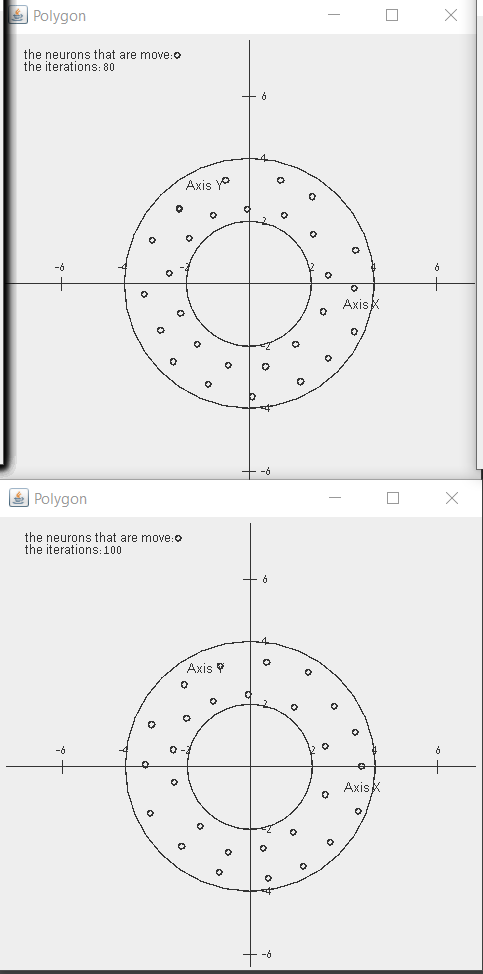 Polygon
the neurons that are move:
the iterations: 80
6
4
Axis Y
2
-6
-4
-2
2
4
6
Axis X
-2
-4
-6
Polygon
the neurons that are move:
the iterations: 100
6
4
Axis Y
2
-6
-4
-2
2
4
6
Axis X
-2
-4
-6